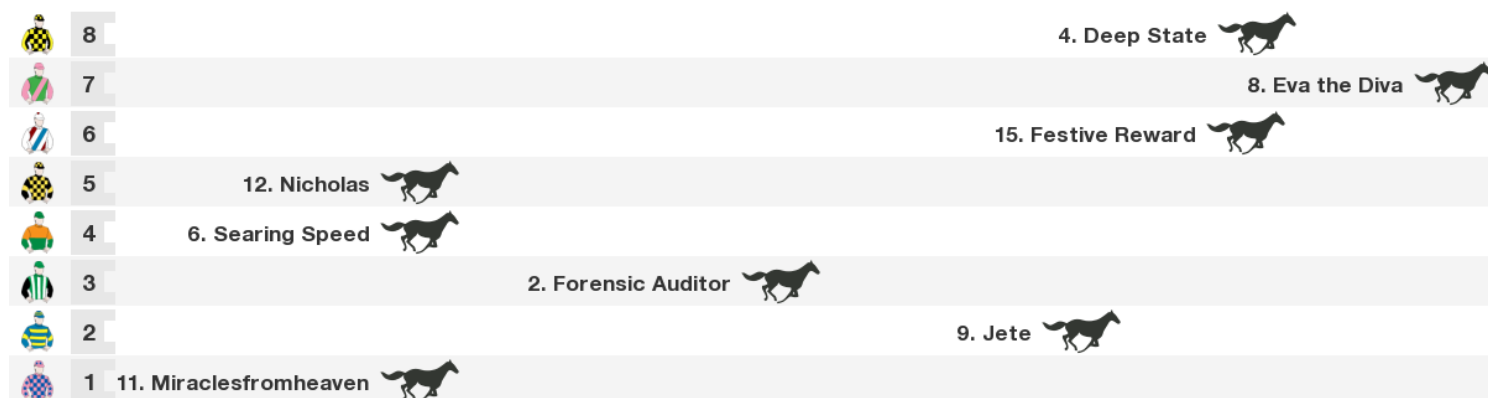 8 4. Deep State
7 8. Eva the Diva
6 15. Festive Reward
5 12. Nicholas
4 6. Searing Speed
3 2. Forensic Auditor
2 9. Jete
1 11. Miraclesfromheaven